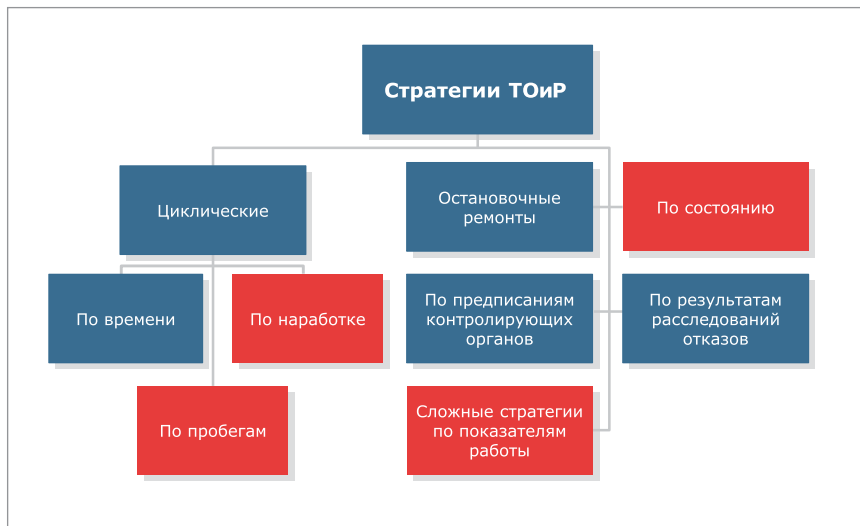 Стратегии ТОиР
Циклические
Остановочные
ремонты
По состоянию
По времени
По наработке
По предписаниям
контролирующих
органов
По результатам
расследований
отказов
По пробегам
Сложные стратегии
по показателям
работы